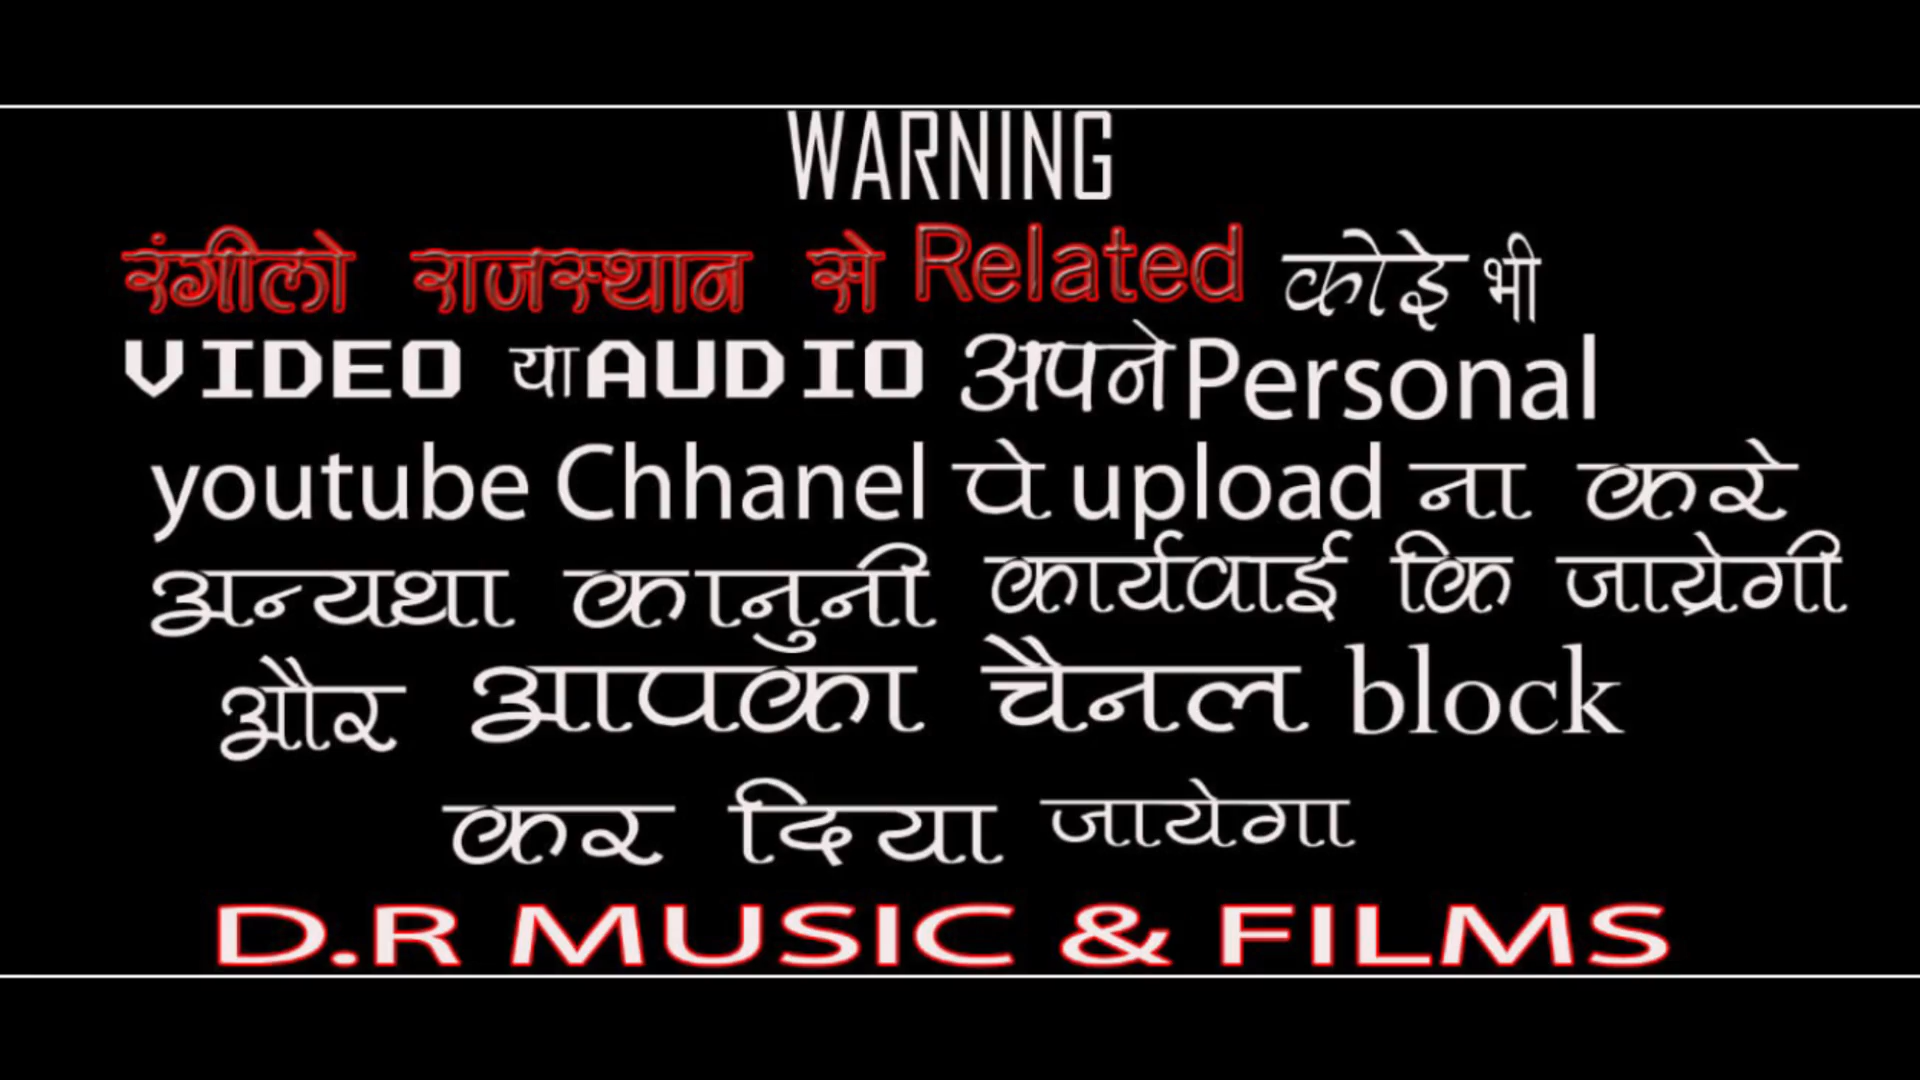 WARNING
रंगीलो राजस्थान से Related कोइे भी
VIDEO या AUDIO अपने Personal
youtube Chhanel पे upload ना करे
अन्यथा कानुनी कार्यवाई कि जाय्रेगी
और आपका चैनल block
कर दिया जायेगा
D.R MUSIC & FILMS